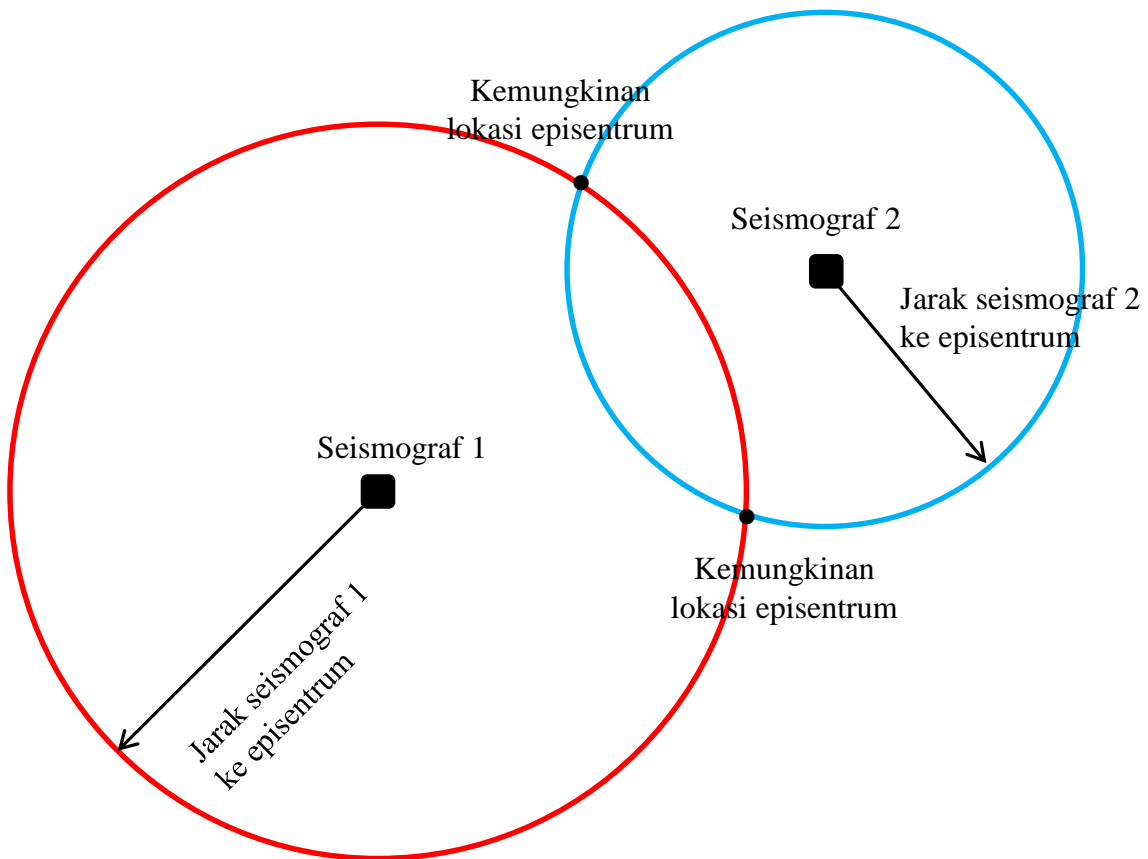 Kemungkinan
lokasi episentrum
Seismograf 2
Jarak seismograf 2
ke episentrum
Seismograf 1
Kemungkinan
lokasi episentrum
Jarak seismograf 1
ke episentrum